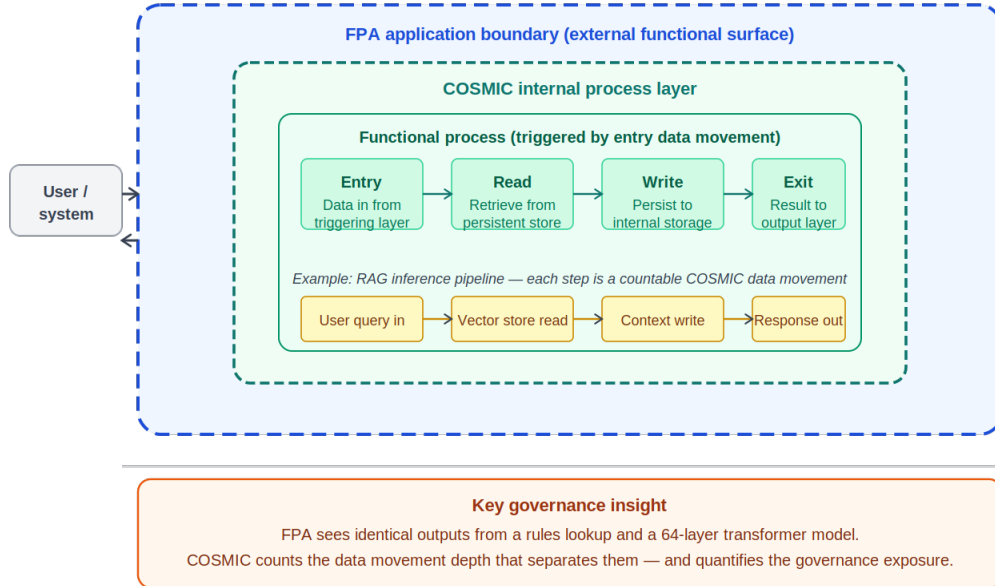 FPA application boundary (external functional surface)
COSMIC internal process layer
Functional process (triggered by entry data movement)
User /
system
Entry
Data in from
triggering layer
Read
Retrieve from
persistent store
Write
Persist to
internal storage
Exit
Result to
output layer
Example: RAG inference pipeline — each step is a countable COSMIC data movement
User query in
Vector store read
Context write
Response out
Key governance insight
FPA sees identical outputs from a rules lookup and a 64-layer transformer model.
COSMIC counts the data movement depth that separates them — and quantifies the governance exposure.